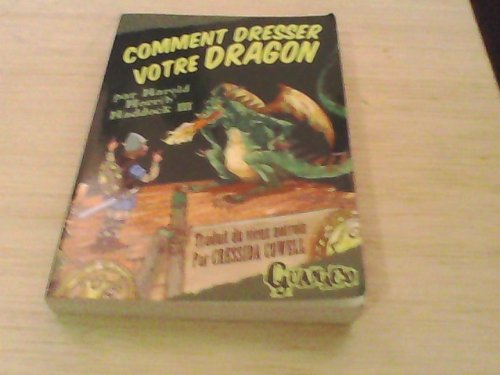 COMMENT DRESSER
VOTRE DRAGON
par Harold
Horrib'
Haddock III
Traduit du vieux norrois
Par CRESSIDA COWELL